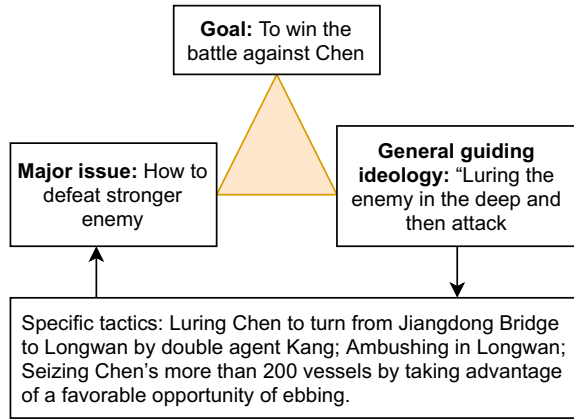 Goal: To win the
battle against Chen
Major issue: How to
defeat stronger
enemy
General guiding
ideology: “Luring the
enemy in the deep and
then attack
Specific tactics: Luring Chen to turn from Jiangdong Bridge
to Longwan by double agent Kang; Ambushing in Longwan;
Seizing Chen’s more than 200 vessels by taking advantage
of a favorable opportunity of ebbing.